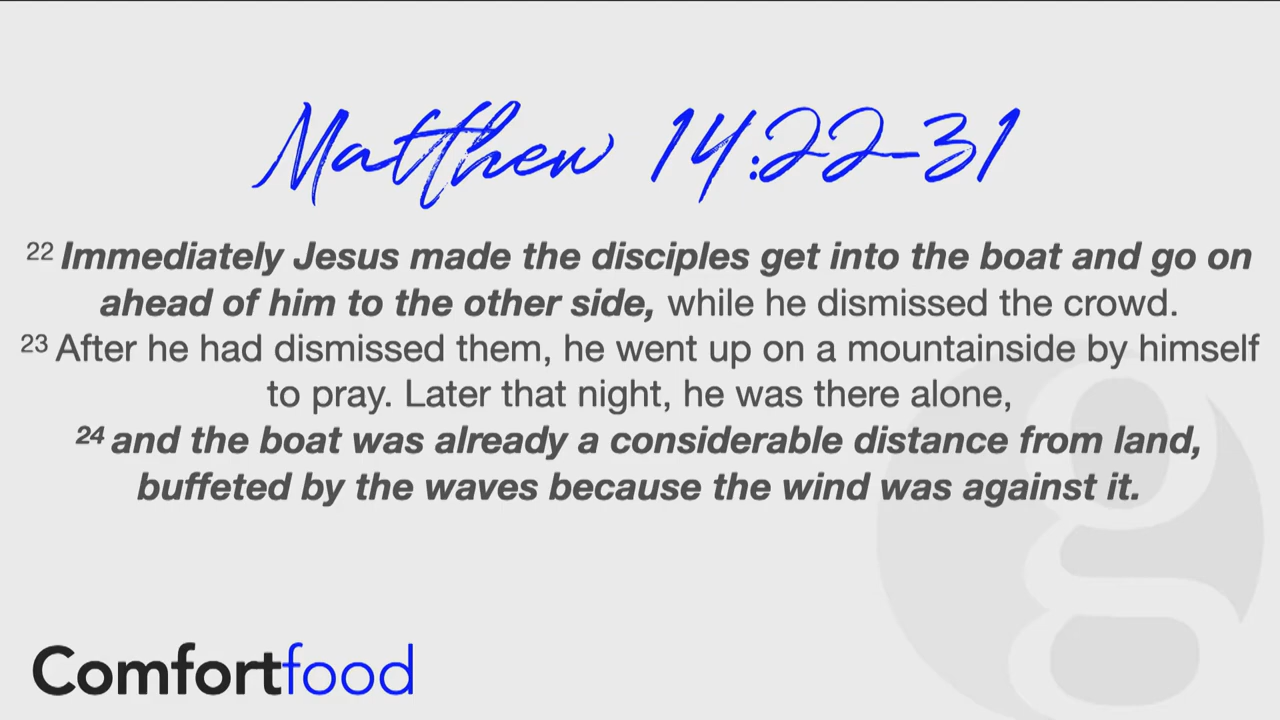 Matthew 14:22-31
22 Immediately Jesus made the disciples get into the boat and go on
ahead of him to the other side, while he dismissed the crowd.
23 After he had dismissed them, he went up on a mountainside by himself
to pray. Later that night, he was there alone,
24 and the boat was already a considerable distance from land,
buffeted by the waves because the wind was against it.
g
Comfortfood